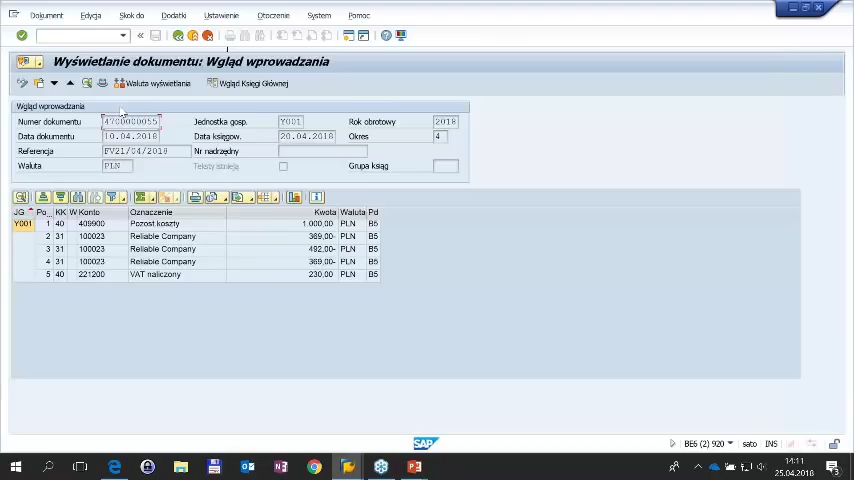 Dokument Edycja Skok do Dodatki Ustawienie Otoczenie System Pomoc
Wyświetlanie dokumentu: Wgląd wprowadzania
Waluta wyświetlania Wgląd Księgi Głównej
Wgląd wprowadzania
Numer dokumentu 4700000055 Jednostka gosp. Y001 Rok obrotowy 2018
Data dokumentu 10.04.2018 Data księgow. 20.04.2018 Okres 4
Referencja FV21/04/2018 Nr nadrzędny
Waluta PLN Teksty istnieją Grupa ksiąg
JG Po... KK W Konto Oznaczenie Kwota Waluta Pd
Y001 1 40 409900 Pozost koszty 1.000,00 PLN B5
2 31 100023 Reliable Company 369,00- PLN B5
3 31 100023 Reliable Company 492,00- PLN B5
4 31 100023 Reliable Company 369,00- PLN B5
5 40 221200 VAT naliczony 230,00 PLN B5
SAP BE6 (2) 920 sato INS
14:11
25.04.2018 3